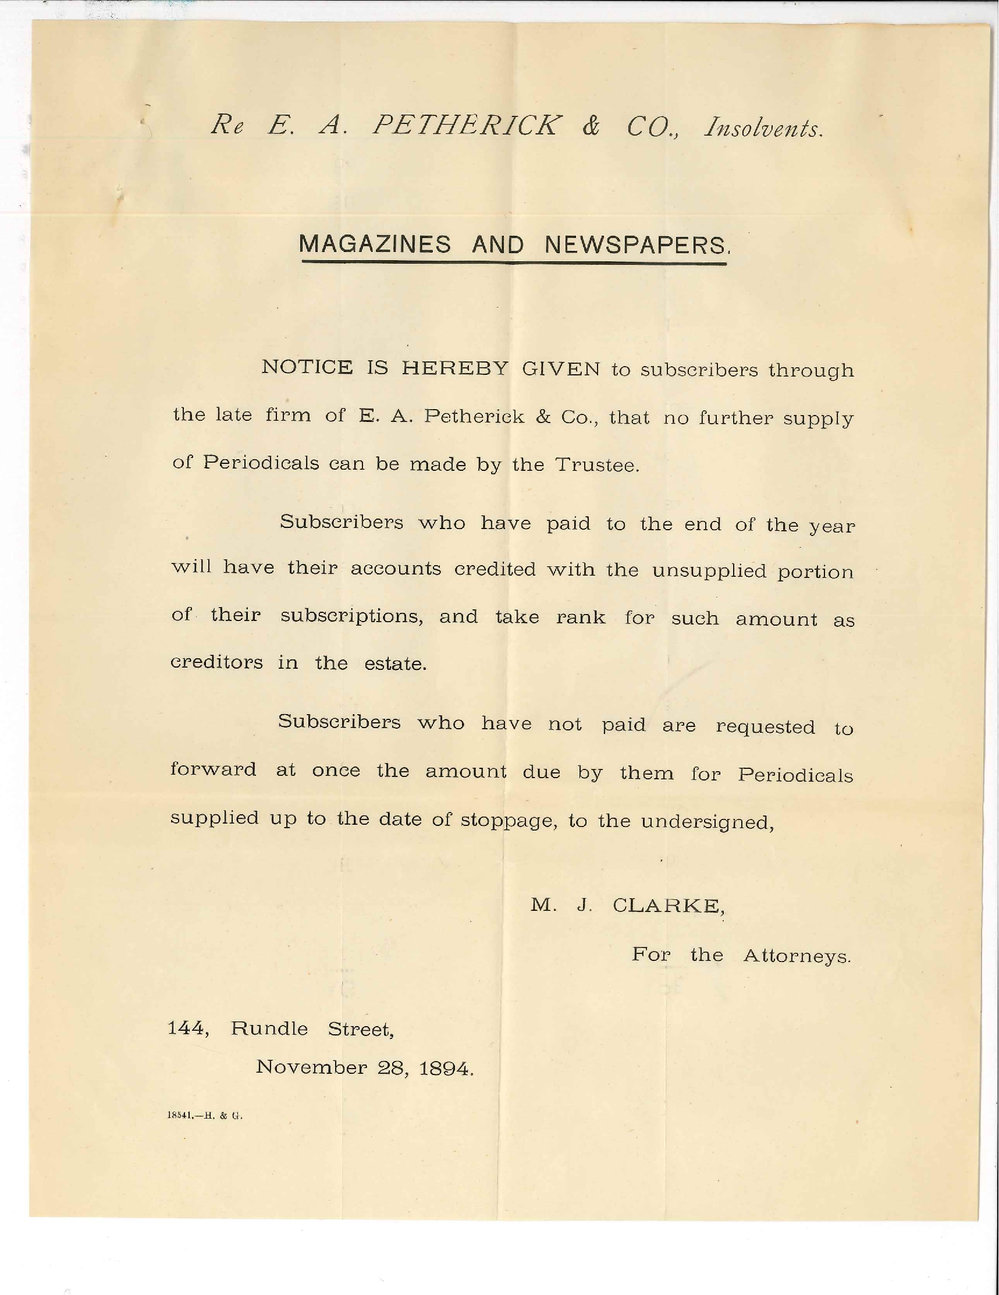 Re E. A. PETHERICK & CO., Insolvents.
MAGAZINES AND NEWSPAPERS.
NOTICE IS HEREBY GIVEN to subscribers through
the late firm of E. A. Petherick & Co., that no further supply
of Periodicals can be made by the Trustee.
Subscribers who have paid to the end of the year
will have their accounts credited with the unsupplied portion
of their subscriptions, and take rank for such amount as
creditors in the estate.
Subscribers who have not paid are requested to
forward at once the amount due by them for Periodicals
supplied up to the date of stoppage, to the undersigned,
M. J. CLARKE,
For the Attorneys.
144, Rundle Street,
November 28, 1894.
18541.—H. & G.